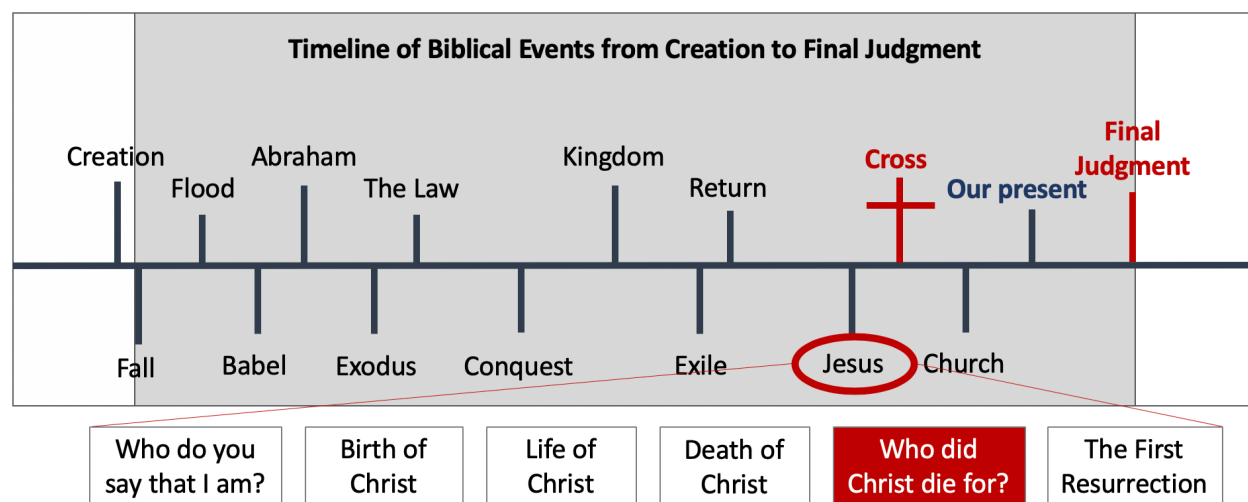 Timeline of Biblical Events from Creation to Final Judgment
Final
Judgment
Creation
Abraham
Kingdom
Cross
Flood
The Law
Return
Our present
Fall
Babel
Exodus
Conquest
Exile
Jesus
Church
Who do you
say that I am?
Birth of
Christ
Life of
Christ
Death of
Christ
Who did
Christ die for?
The First
Resurrection